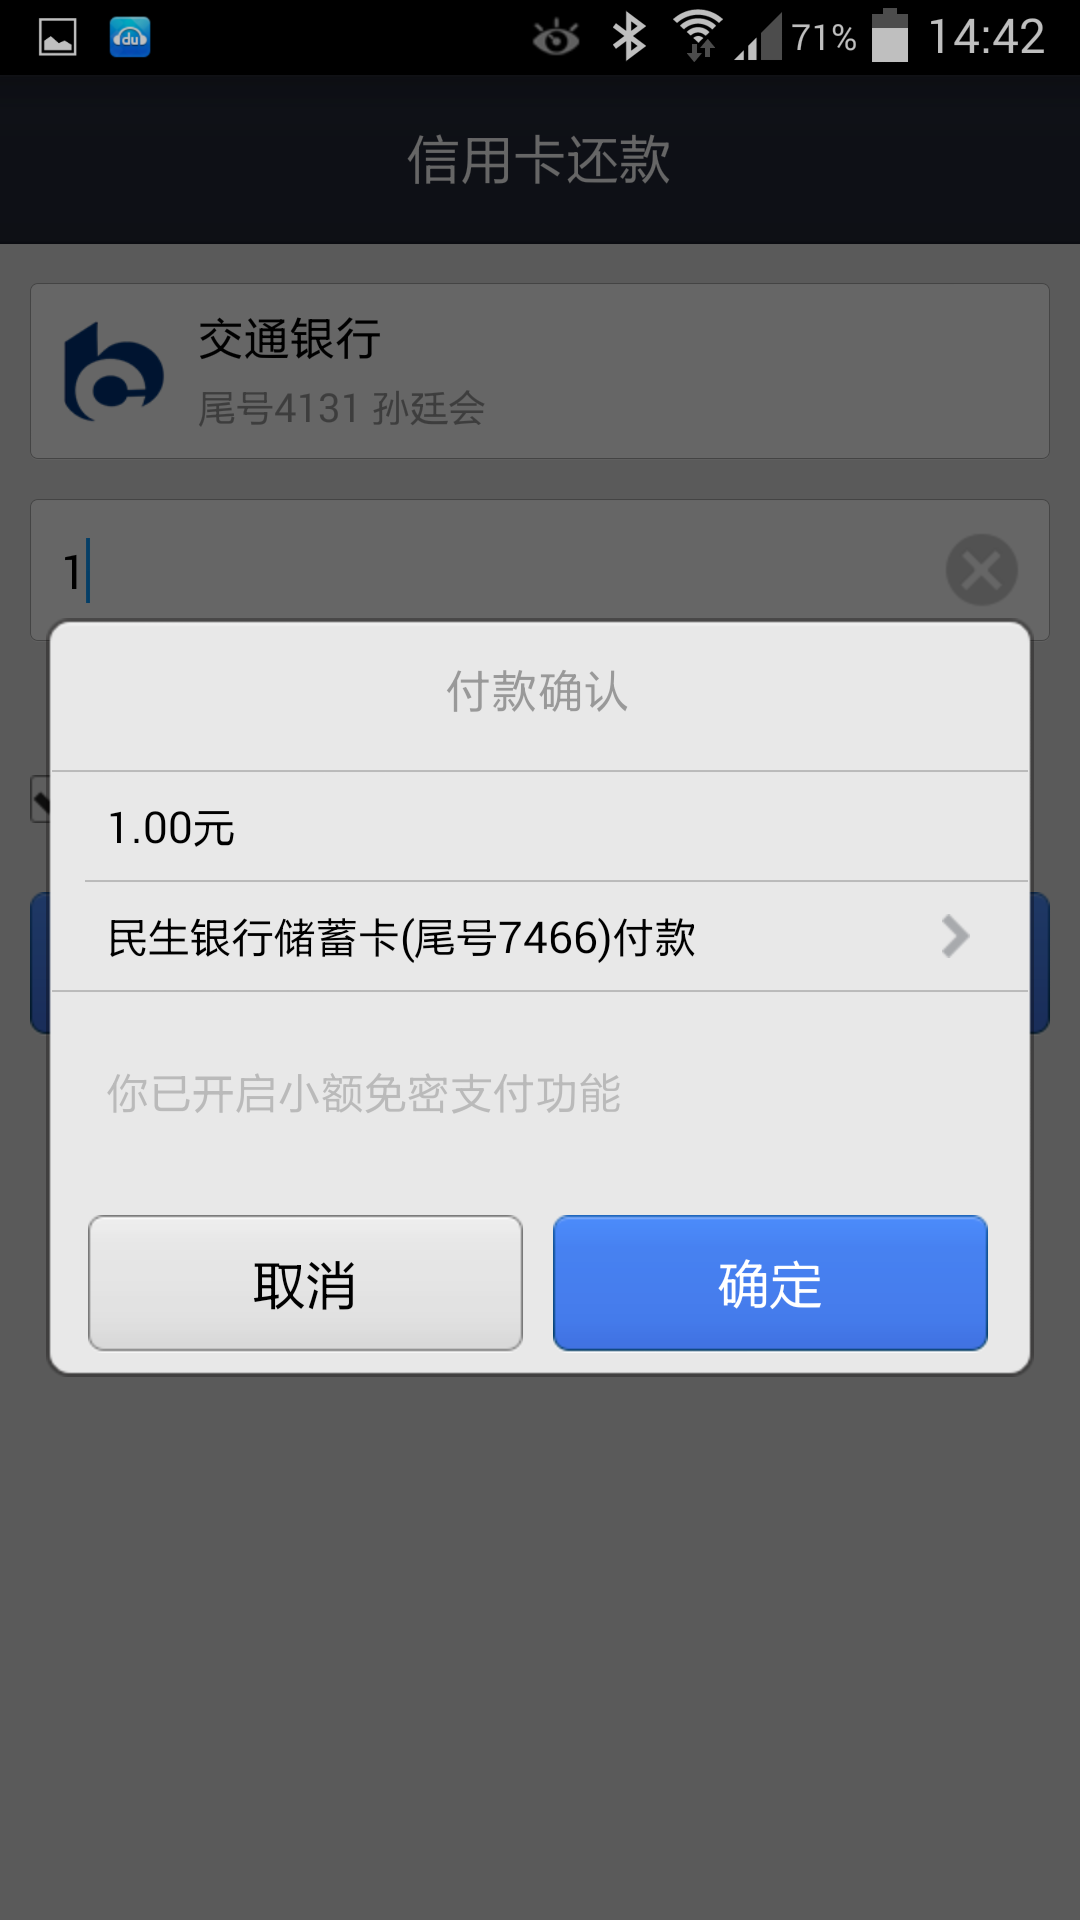 du 71% 14:42
信用卡还款
交通银行
尾号4131 孙廷会
1
付款确认
1.00元
民生银行储蓄卡(尾号7466)付款
你已开启小额免密支付功能
取消 确定